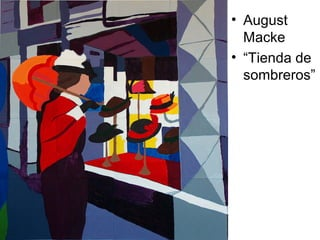 • August
Macke
• “Tienda de
sombreros”